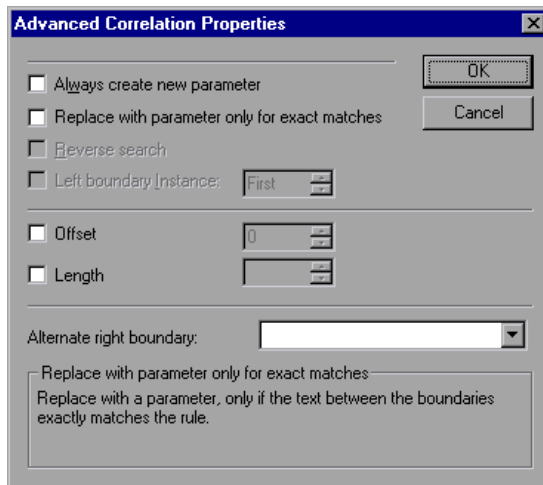 Advanced Correlation Properties
Always create new parameter
OK
Replace with parameter only for exact matches
Cancel
Reverse search
Left boundary Instance:
First
Offset
0
Length
Alternate right boundary:
Replace with parameter only for exact matches
Replace with a parameter, only if the text between the boundaries
exactly matches the rule.